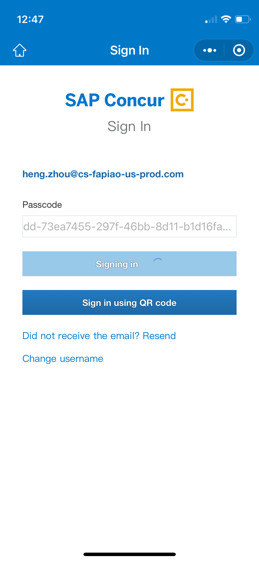 12:47
Sign In
SAP Concur
Sign In
heng.zhou@cs-fapiao-us-prod.com
Passcode
dd-73ea7455-297f-46bb-8d11-b1d16fa...
Signing in
Sign in using QR code
Did not receive the email? Resend
Change username